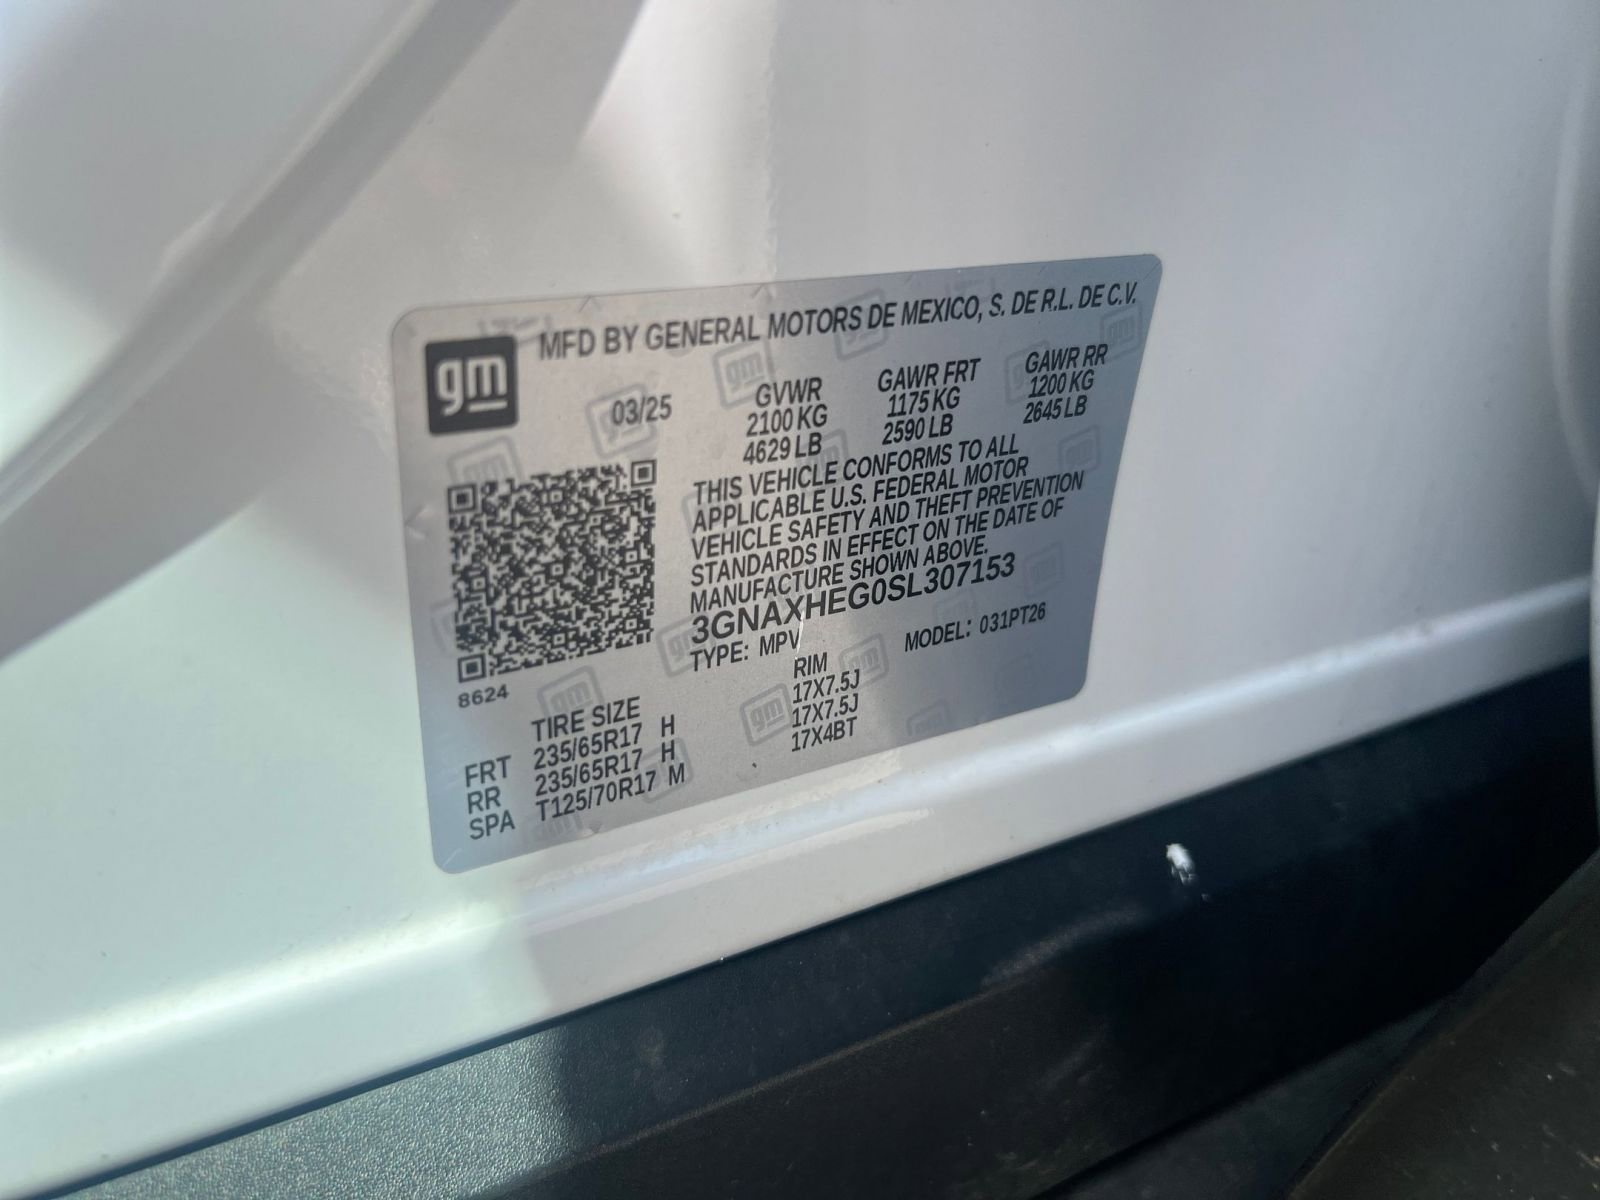 gm MFD BY GENERAL MOTORS DE MEXICO, S. DE R.L. DE C.V.
03/25 GVWR GAWR FRT GAWR RR
2100 KG 1175 KG 1200 KG
4629 LB 2590 LB 2645 LB
THIS VEHICLE CONFORMS TO ALL
APPLICABLE U.S. FEDERAL MOTOR
VEHICLE SAFETY AND THEFT PREVENTION
STANDARDS IN EFFECT ON THE DATE OF
MANUFACTURE SHOWN ABOVE.
3GNAXHEG0SL307153
TYPE: MPV MODEL: 031PT26
8624
TIRE SIZE RIM
FRT 235/65R17 H 17X7.5J
RR 235/65R17 H 17X7.5J
SPA T125/70R17 M 17X4BT